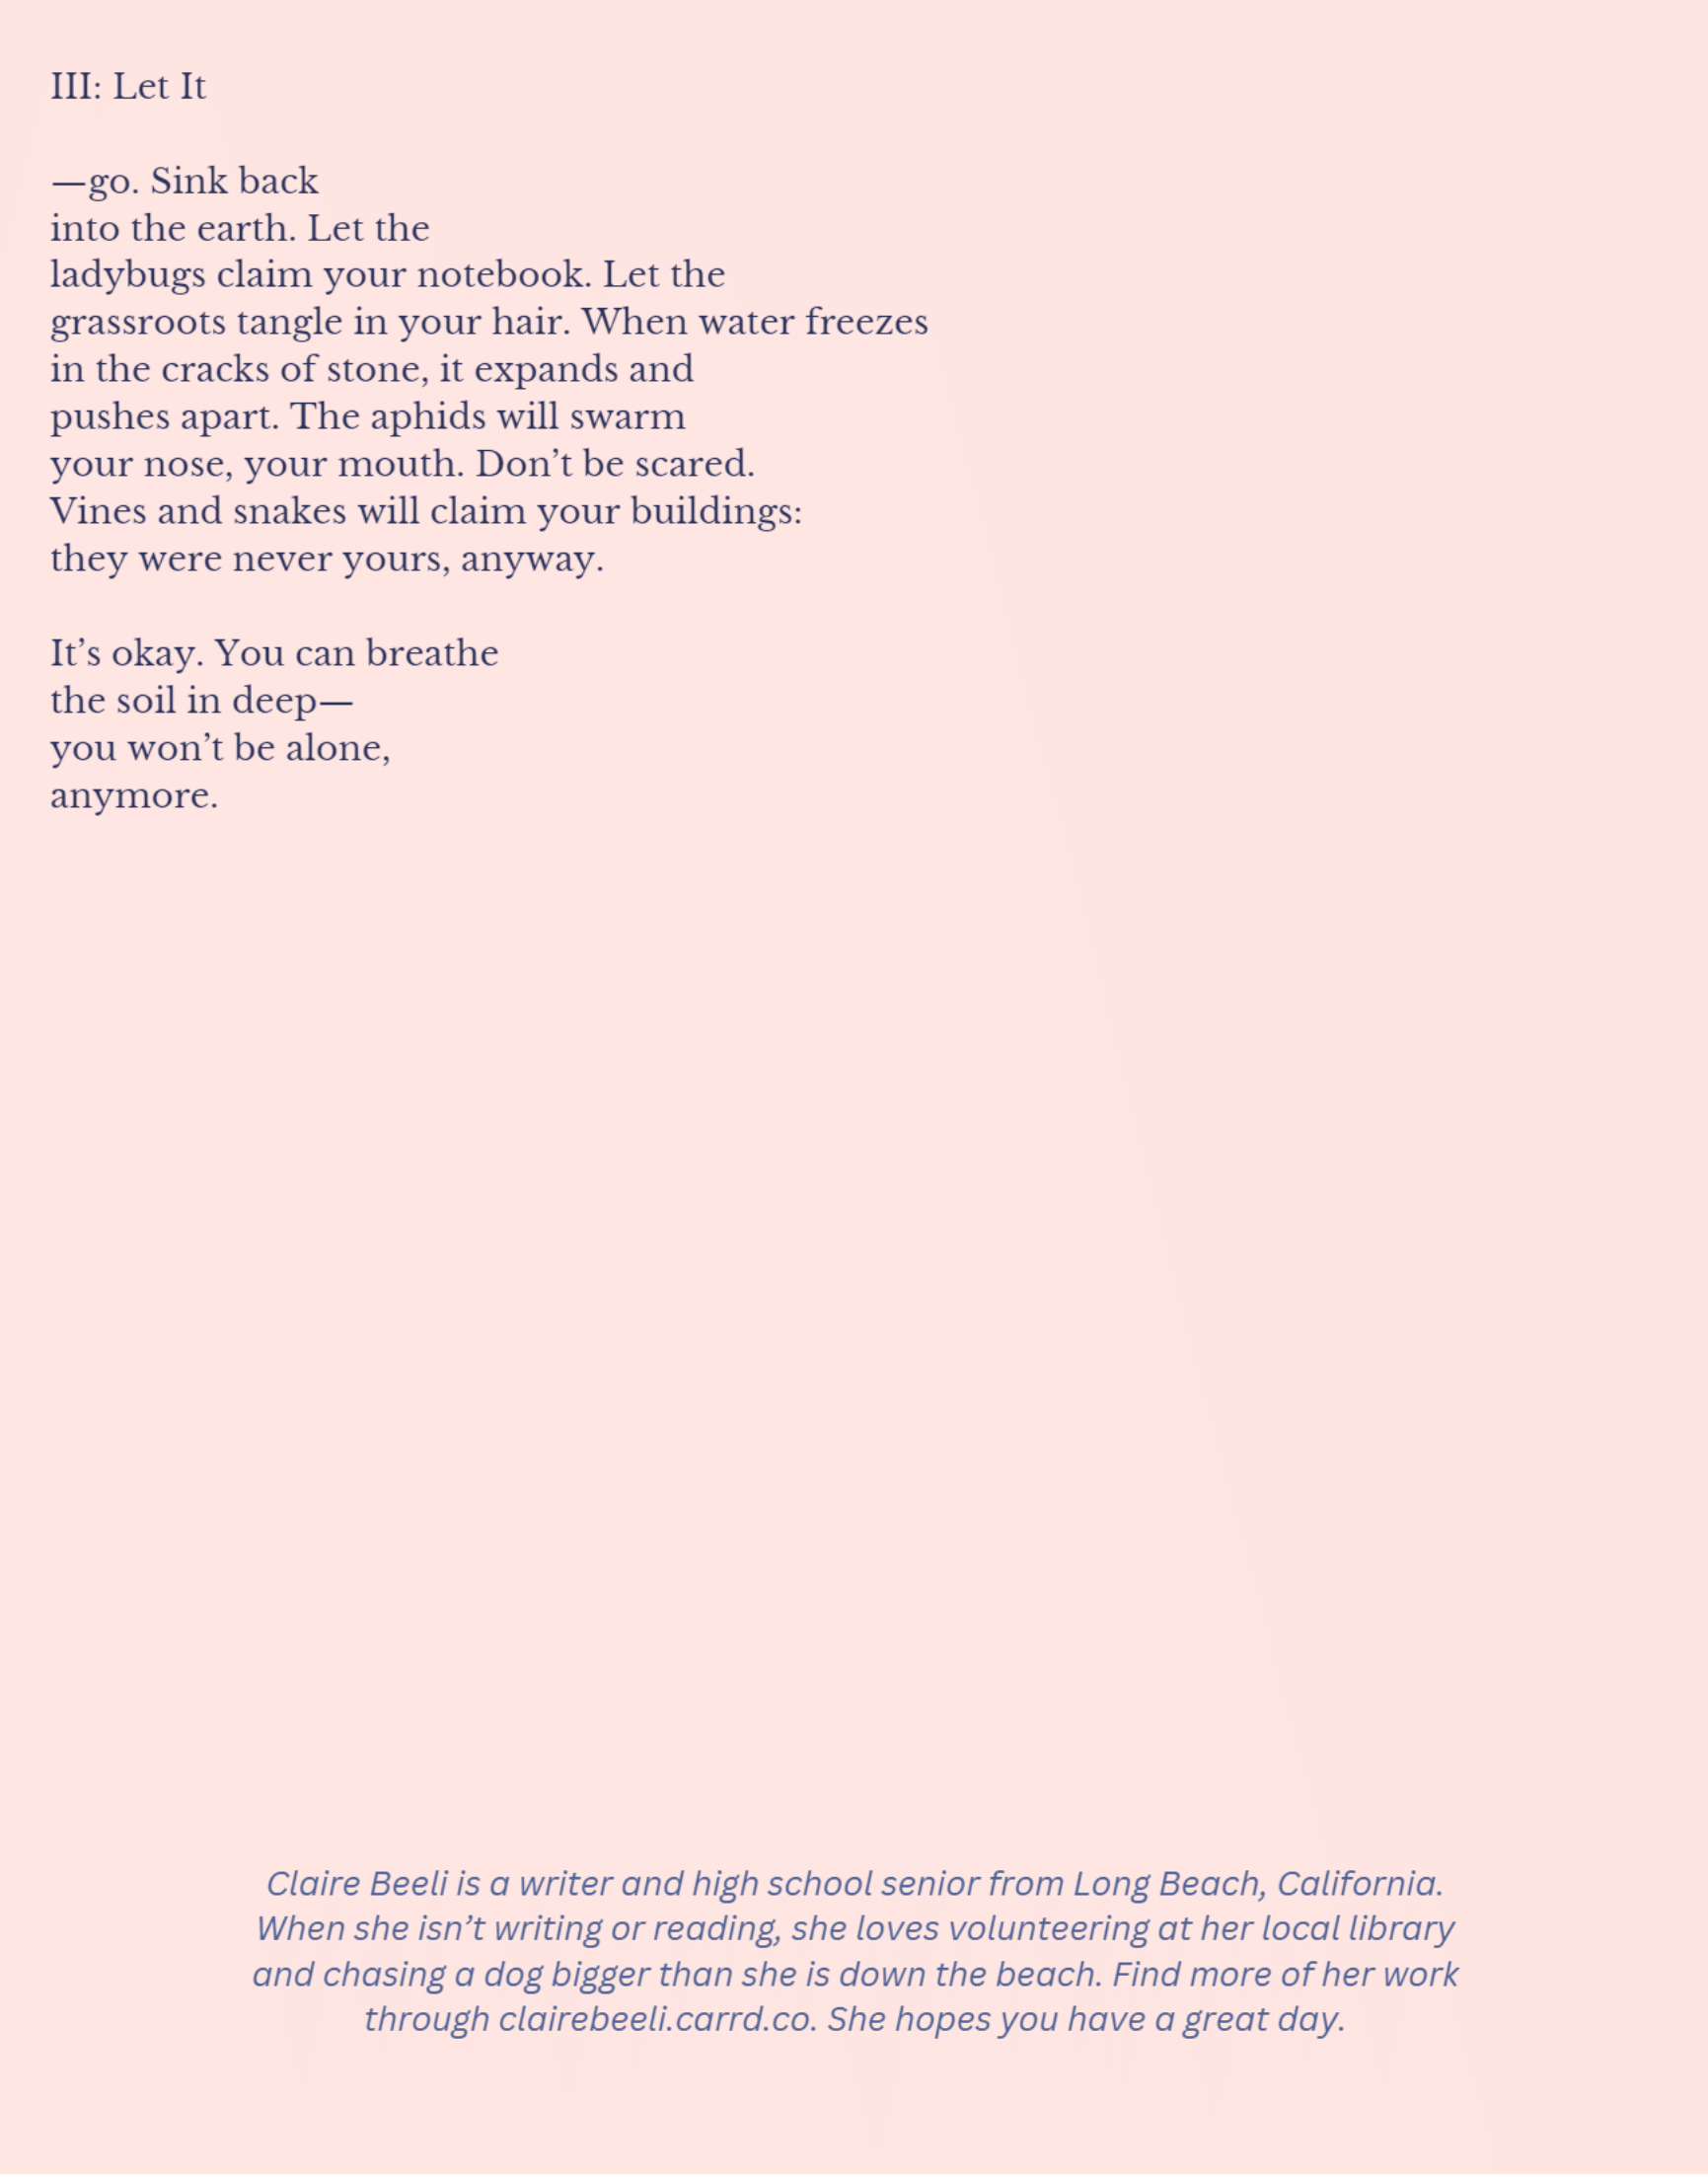 III: Let It
—go. Sink back
into the earth. Let the
ladybugs claim your notebook. Let the
grassroots tangle in your hair. When water freezes
in the cracks of stone, it expands and
pushes apart. The aphids will swarm
your nose, your mouth. Don’t be scared.
Vines and snakes will claim your buildings:
they were never yours, anyway.
It’s okay. You can breathe
the soil in deep—
you won’t be alone,
anymore.
Claire Beeli is a writer and high school senior from Long Beach, California.
When she isn’t writing or reading, she loves volunteering at her local library
and chasing a dog bigger than she is down the beach. Find more of her work
through clairebeeli.carrd.co. She hopes you have a great day.